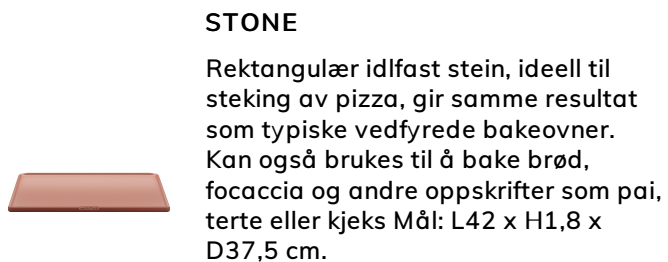 STONE
Rektangulær idlfast stein, ideell til
steking av pizza, gir samme resultat
som typiske vedfyrede bakeovner.
Kan også brukes til å bake brød,
focaccia og andre oppskrifter som pai,
terte eller kjeks Mål: L42 x H1,8 x
D37,5 cm.